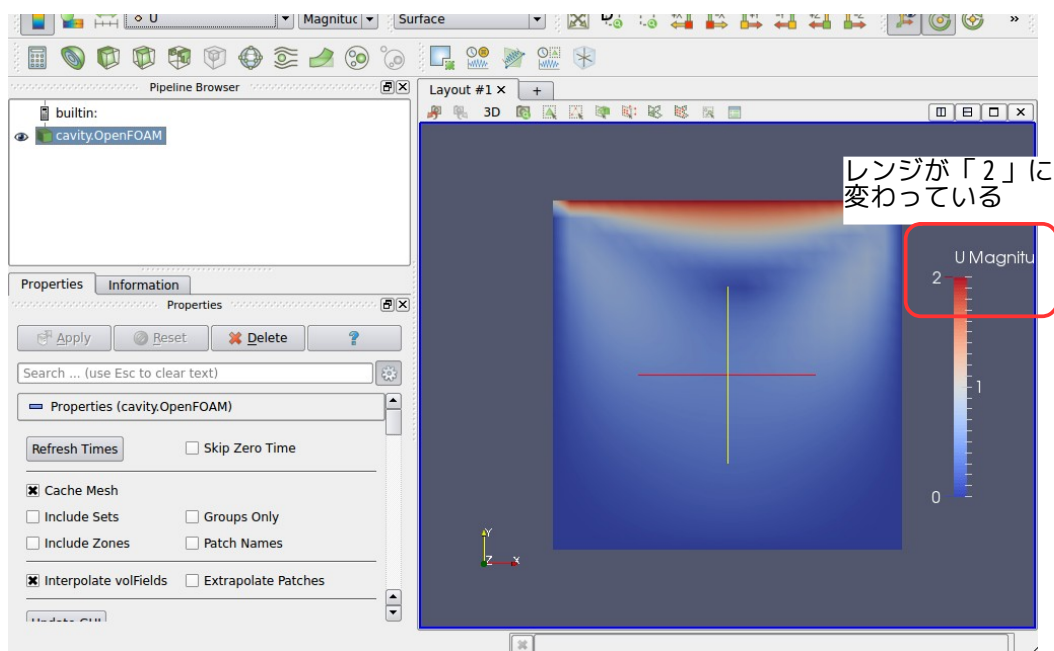 U
Magnituc
Surface
Pipeline Browser
builtin:
cavity.OpenFOAM
Layout #1
+
3D
レンジが「2」に
変わっている
U Magnitu
2
1
0
Properties
Information
Properties
Apply
Reset
Delete
?
Search ... (use Esc to clear text)
Properties (cavity.OpenFOAM)
Refresh Times
Skip Zero Time
Cache Mesh
Include Sets
Groups Only
Include Zones
Patch Names
Interpolate volFields
Extrapolate Patches
Update GUI
Y
Z
X